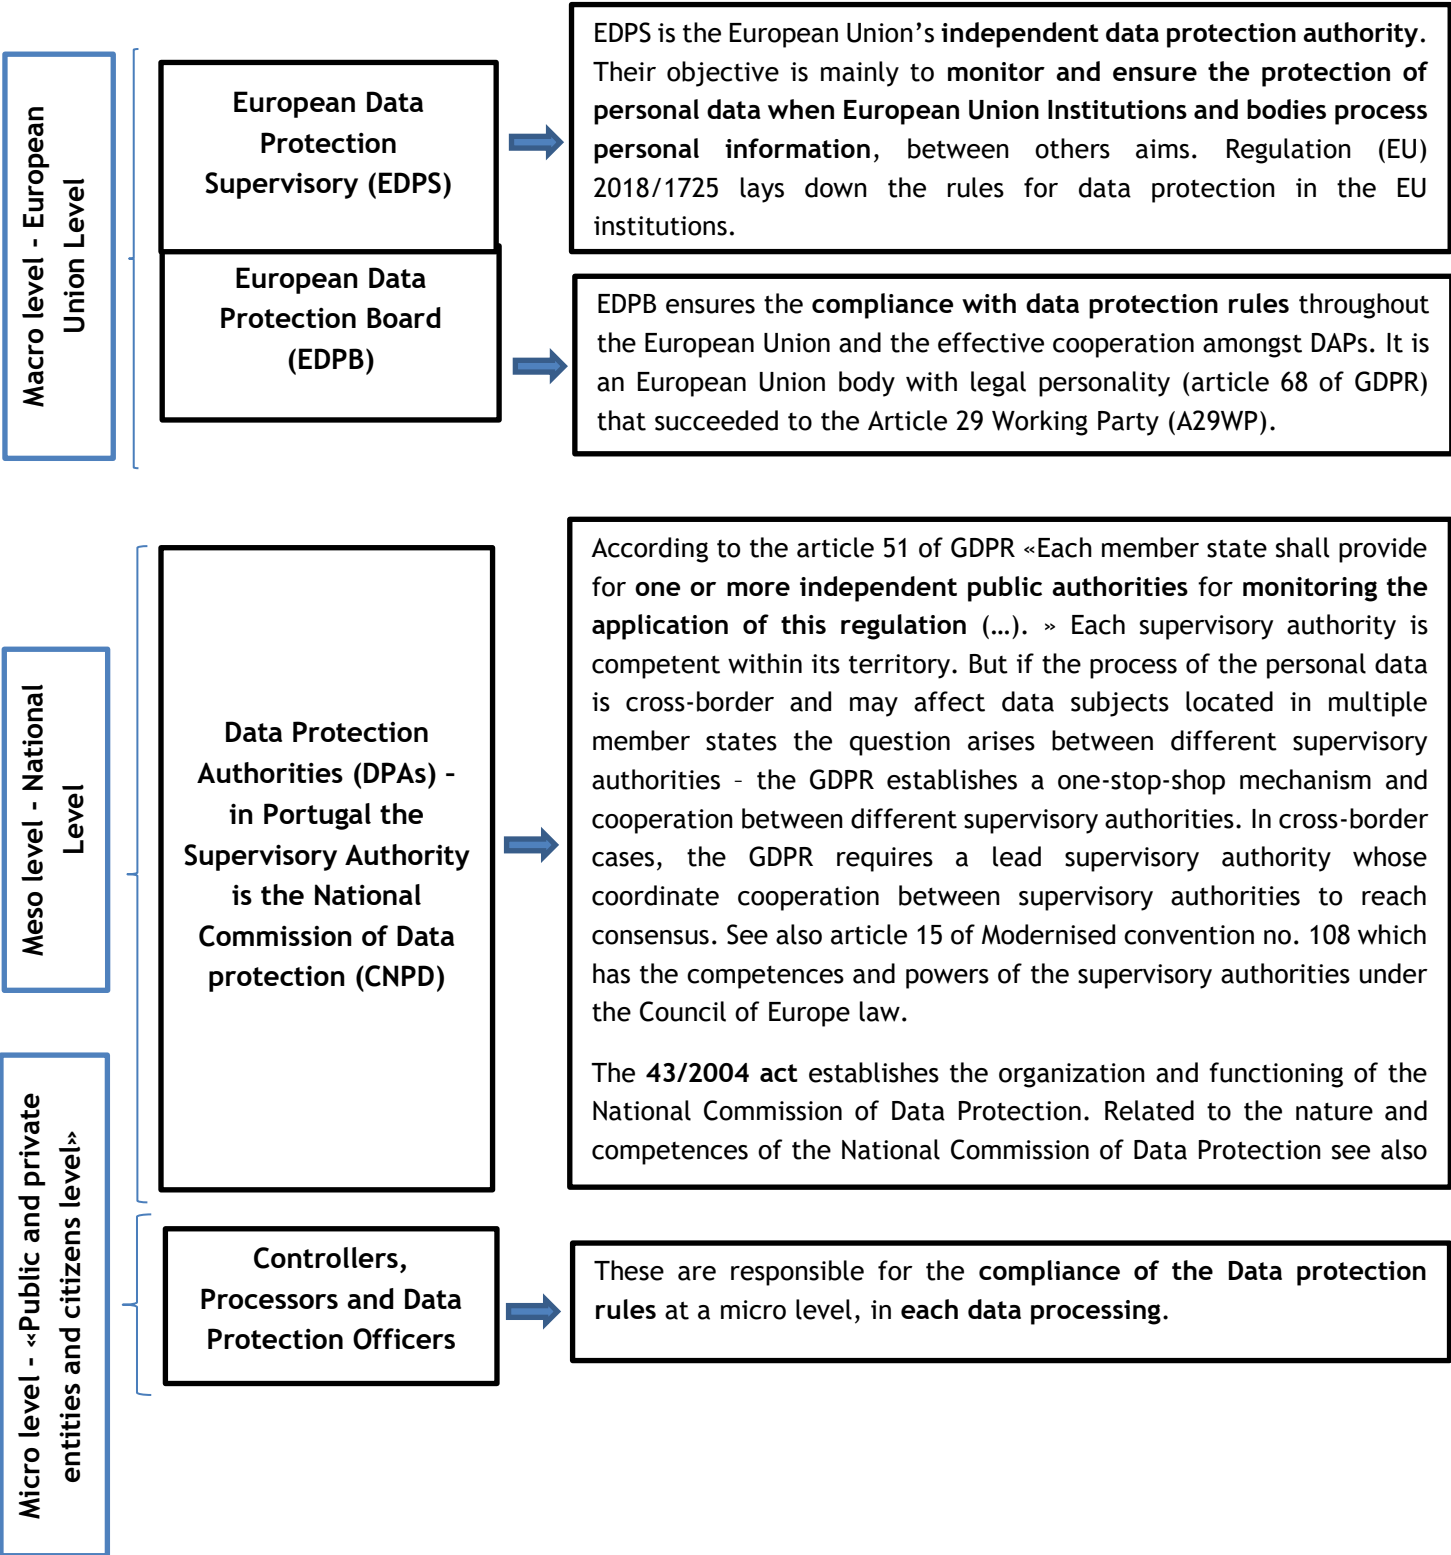 Macro level - European
Union Level
European Data
Protection
Supervisory (EDPS)
EDPS is the European Union’s independent data protection authority.
Their objective is mainly to monitor and ensure the protection of
personal data when European Union Institutions and bodies process
personal information, between others aims. Regulation (EU)
2018/1725 lays down the rules for data protection in the EU
institutions.
European Data
Protection Board
(EDPB)
EDPB ensures the compliance with data protection rules throughout
the European Union and the effective cooperation amongst DAPs. It is
an European Union body with legal personality (article 68 of GDPR)
that succeeded to the Article 29 Working Party (A29WP).
Meso level - National
Level
Data Protection
Authorities (DPAs) –
in Portugal the
Supervisory Authority
is the National
Commission of Data
protection (CNPD)
According to the article 51 of GDPR «Each member state shall provide
for one or more independent public authorities for monitoring the
application of this regulation (…). » Each supervisory authority is
competent within its territory. But if the process of the personal data
is cross-border and may affect data subjects located in multiple
member states the question arises between different supervisory
authorities – the GDPR establishes a one-stop-shop mechanism and
cooperation between different supervisory authorities. In cross-border
cases, the GDPR requires a lead supervisory authority whose
coordinate cooperation between supervisory authorities to reach
consensus. See also article 15 of Modernised convention no. 108 which
has the competences and powers of the supervisory authorities under
the Council of Europe law.
The 43/2004 act establishes the organization and functioning of the
National Commission of Data Protection. Related to the nature and
competences of the National Commission of Data Protection see also
Micro level - «Public and private
entities and citizens level»
Controllers,
Processors and Data
Protection Officers
These are responsible for the compliance of the Data protection
rules at a micro level, in each data processing.